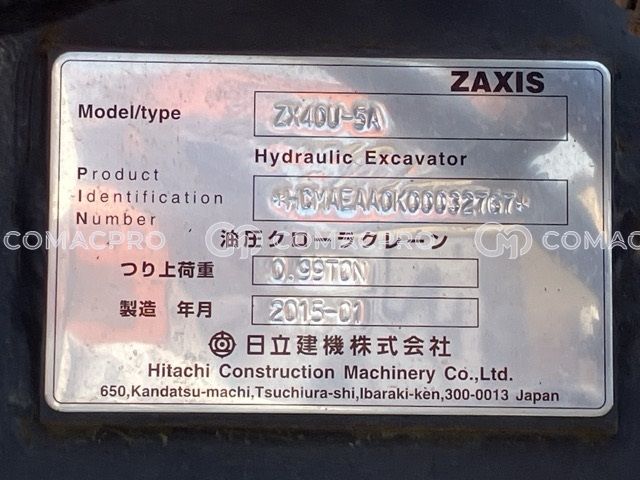 ZAXIS
Model/type ZX40U-5A
Hydraulic Excavator
Product
Identification
Number
油圧クローラクレーン
つり上荷重 0.99TON
製造 年月 2015-01
日立建機株式会社
Hitachi Construction Machinery Co.,Ltd.
650,Kandatsu-machi,Tsuchiura-shi,Ibaraki-ken,300-0013 Japan
COMACPRO
COMACPRO